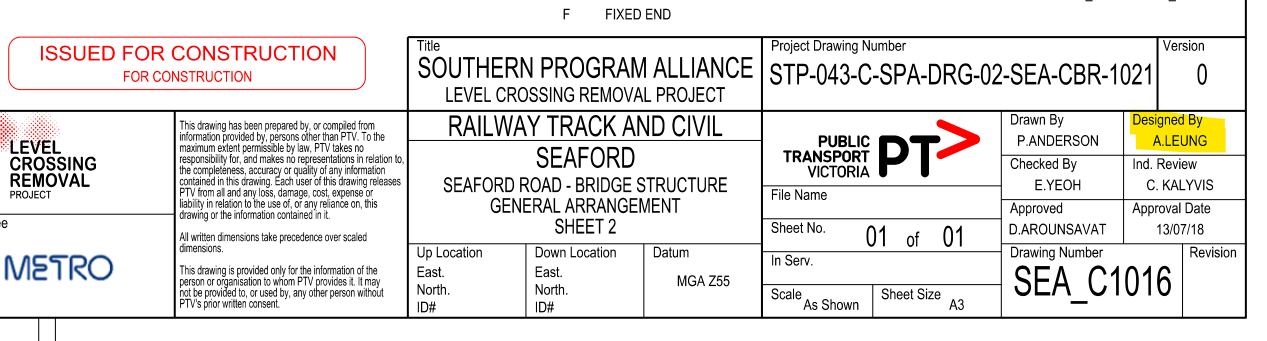 F FIXED END
ISSUED FOR CONSTRUCTION
FOR CONSTRUCTION
Title
SOUTHERN PROGRAM ALLIANCE
LEVEL CROSSING REMOVAL PROJECT
Project Drawing Number
STP-043-C-SPA-DRG-02-SEA-CBR-1021
Version
0
LEVEL
CROSSING
REMOVAL
PROJECT
METRO
This drawing has been prepared by, or compiled from
information provided by, persons other than PTV. To the
maximum extent permissible by law, PTV takes no
responsibility for, and makes no representations in relation to,
the completeness, accuracy or quality of any information
contained in this drawing. Each user of this drawing releases
PTV from all and any loss, damage, cost, expense or
liability in relation to the use of, or any reliance on, this
drawing or the information contained in it.
All written dimensions take precedence over scaled
dimensions.
This drawing is provided only for the information of the
person or organisation to whom PTV provides it. It may
not be provided to, or used by, any other person without
PTV's prior written consent.
RAILWAY TRACK AND CIVIL
SEAFORD
SEAFORD ROAD - BRIDGE STRUCTURE
GENERAL ARRANGEMENT
SHEET 2
Up Location
East.
North.
ID#
Down Location
East.
North.
ID#
Datum
MGA Z55
PUBLIC
TRANSPORT
VICTORIA
PT
File Name
Sheet No. 01 of 01
In Serv.
Scale
As Shown
Sheet Size
A3
Drawn By
P.ANDERSON
Designed By
A.LEUNG
Checked By
E.YEOH
Ind. Review
C. KALYVIS
Approved
D.AROUNSAVAT
Approval Date
13/07/18
Drawing Number
SEA_C1016
Revision